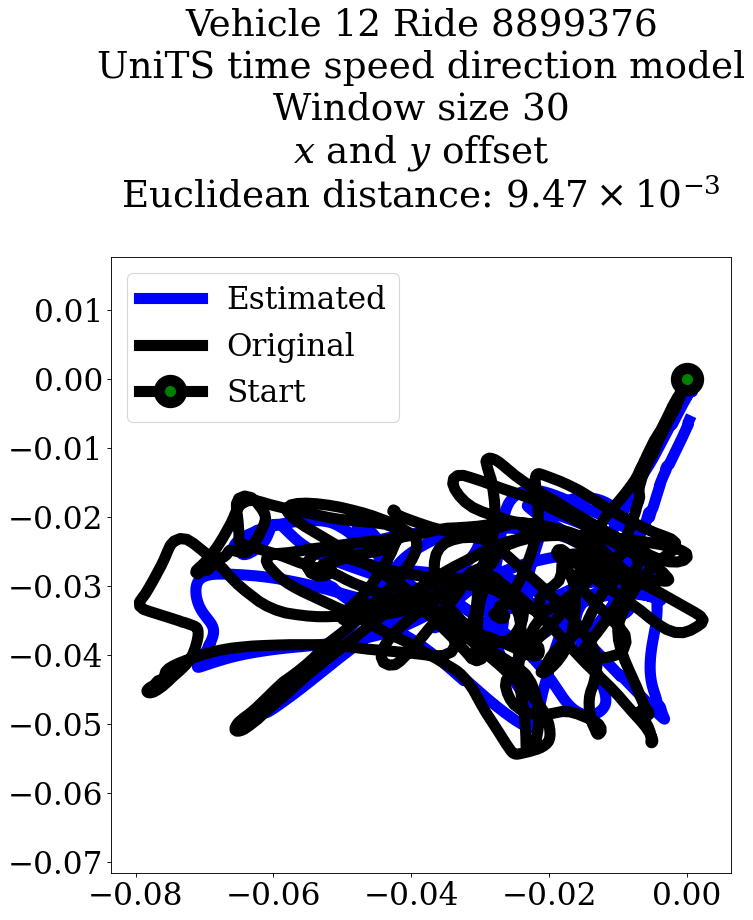 Vehicle 12 Ride 8899376
UniTS time speed direction model
Window size 30
x and y offset
Euclidean distance: 9.47 × 10⁻³
Estimated
Original
Start
0.01
0.00
−0.01
−0.02
−0.03
−0.04
−0.05
−0.06
−0.07
−0.08 −0.06 −0.04 −0.02 0.00